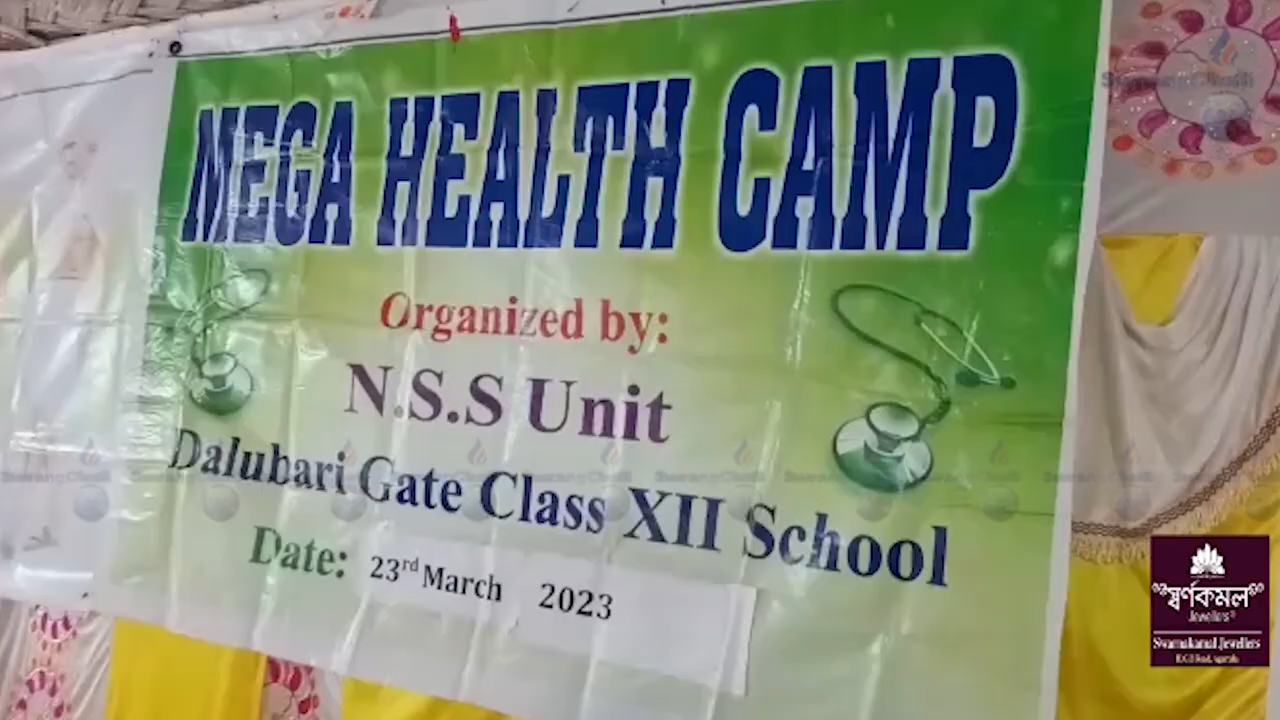 MEGA HEALTH CAMP
Organized by:
N.S.S Unit
Dalubari Gate Class XII School
Date: 23rd March 2023
স্বর্ণকমল
Jewellers
Swarnakamal Jewellers